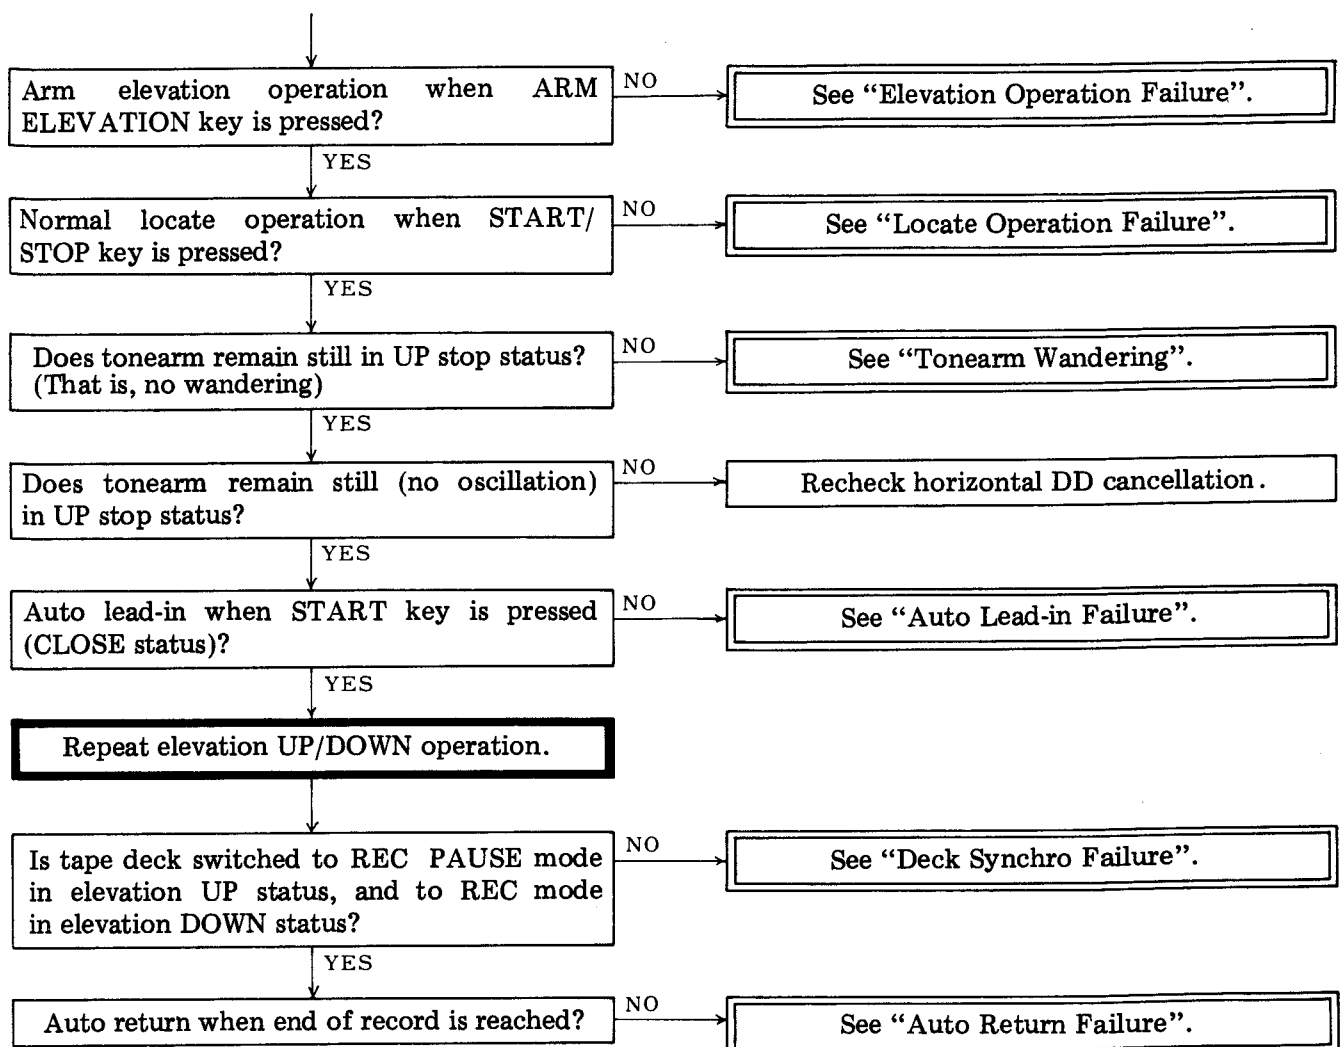 Arm elevation operation when ARM
ELEVATION key is pressed?
NO
See “Elevation Operation Failure”.
YES
Normal locate operation when START/
STOP key is pressed?
NO
See “Locate Operation Failure”.
YES
Does tonearm remain still in UP stop status?
(That is, no wandering)
NO
See “Tonearm Wandering”.
YES
Does tonearm remain still (no oscillation)
in UP stop status?
NO
Recheck horizontal DD cancellation.
YES
Auto lead-in when START key is pressed
(CLOSE status)?
NO
See “Auto Lead-in Failure”.
YES
Repeat elevation UP/DOWN operation.
Is tape deck switched to REC PAUSE mode
in elevation UP status, and to REC mode
in elevation DOWN status?
NO
See “Deck Synchro Failure”.
YES
Auto return when end of record is reached?
NO
See “Auto Return Failure”.